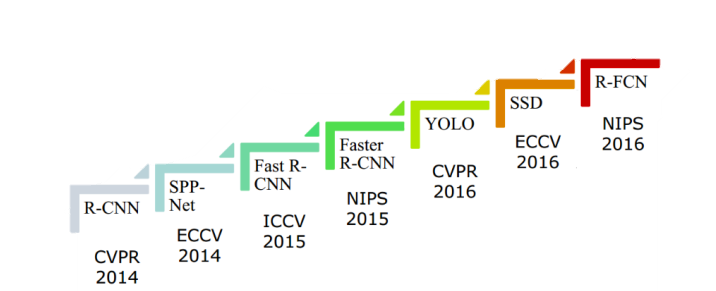 R-CNN
CVPR
2014
SPP-
Net
ECCV
2014
Fast R-
CNN
ICCV
2015
Faster
R-CNN
NIPS
2015
YOLO
CVPR
2016
SSD
ECCV
2016
R-FCN
NIPS
2016